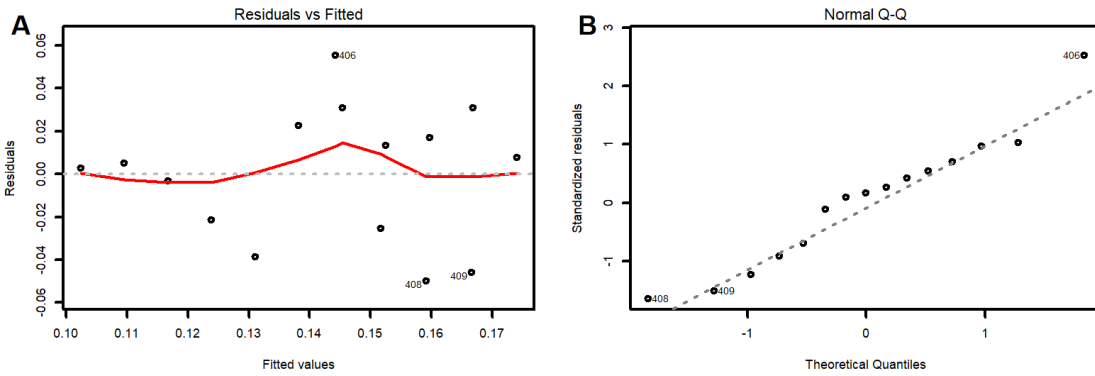 A
Residuals vs Fitted
Residuals
0.06
0.04
0.02
0.00
-0.02
-0.04
-0.06
406
408
409
0.10 0.11 0.12 0.13 0.14 0.15 0.16 0.17
Fitted values
B
Normal Q-Q
Standardized residuals
3
2
1
0
-1
406
408
409
-1 0 1
Theoretical Quantiles